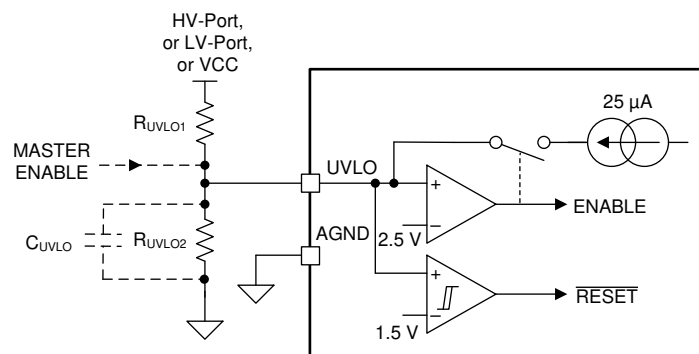 HV-Port,
or LV-Port,
or VCC
RUVLO1
MASTER
ENABLE
CUVLO
RUVLO2
UVLO
AGND
25 µA
+
−
2.5 V
ENABLE
+
−
1.5 V
RESET